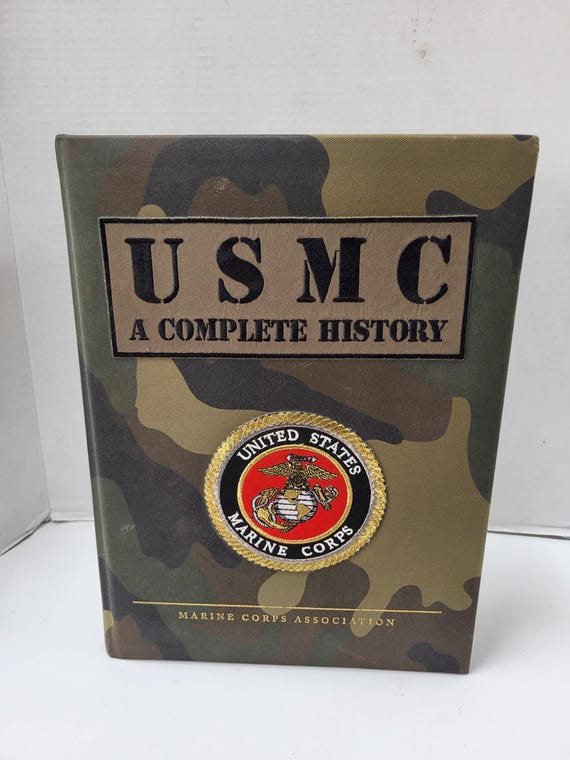 USMC
A COMPLETE HISTORY
UNITED STATES
MARINE CORPS
MARINE CORPS ASSOCIATION